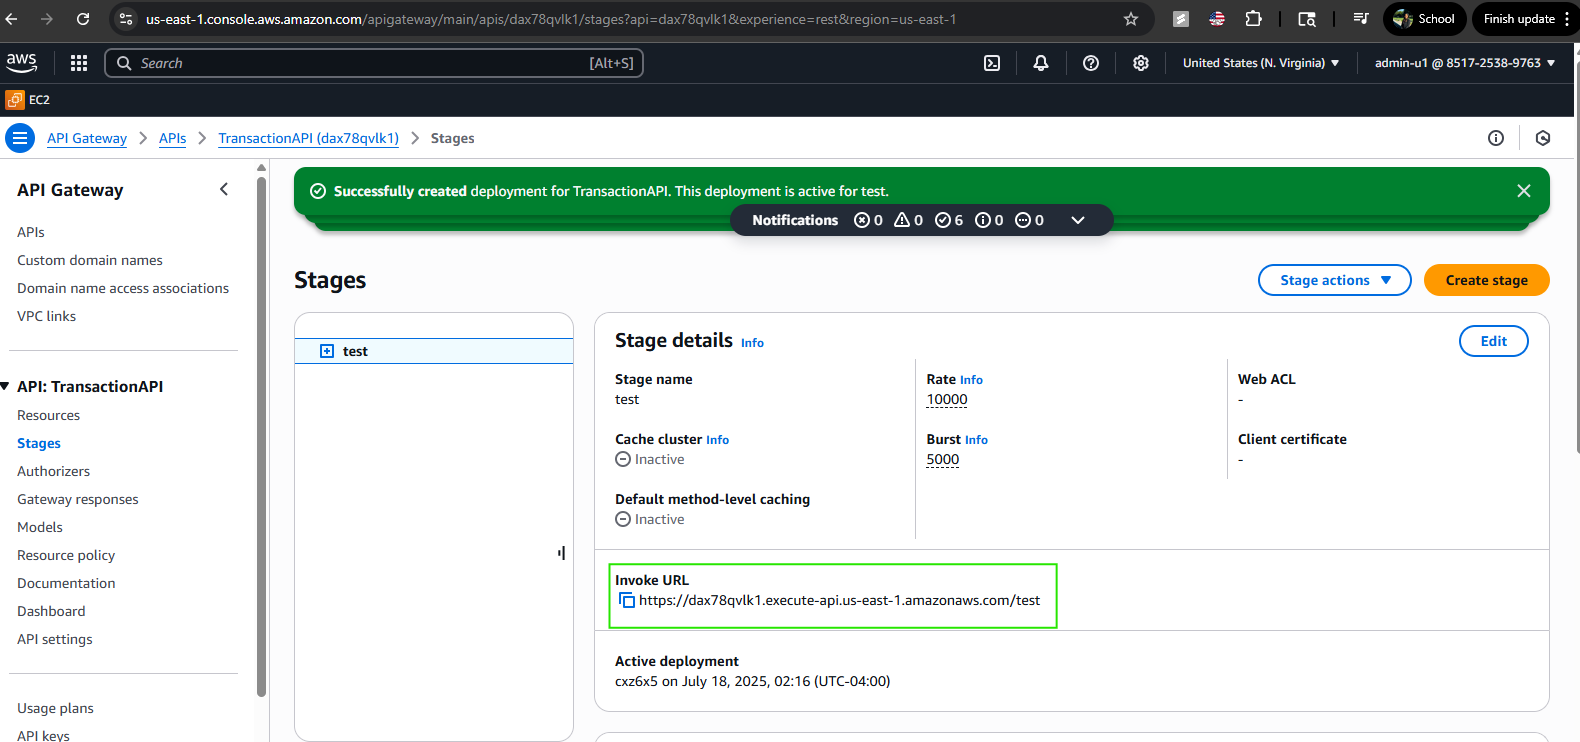 us-east-1.console.aws.amazon.com/apigateway/main/apis/dax78qvlk1/stages?api=dax78qvlk1&experience=rest&region=us-east-1
School
Finish update
aws
Search
[Alt+S]
United States (N. Virginia)
admin-u1 @ 8517-2538-9763
EC2
API Gateway
APIs
TransactionAPI (dax78qvlk1)
Stages
API Gateway
APIs
Custom domain names
Domain name access associations
VPC links
API: TransactionAPI
Resources
Stages
Authorizers
Gateway responses
Models
Resource policy
Documentation
Dashboard
API settings
Usage plans
API keys
Successfully created deployment for TransactionAPI. This deployment is active for test.
Notifications 0 0 6 0 0
Stages
Stage actions
Create stage
test
Stage details Info
Edit
Stage name
test
Cache cluster Info
Inactive
Default method-level caching
Inactive
Rate Info
10000
Burst Info
5000
Web ACL
-
Client certificate
-
Invoke URL
https://dax78qvlk1.execute-api.us-east-1.amazonaws.com/test
Active deployment
cxz6x5 on July 18, 2025, 02:16 (UTC-04:00)